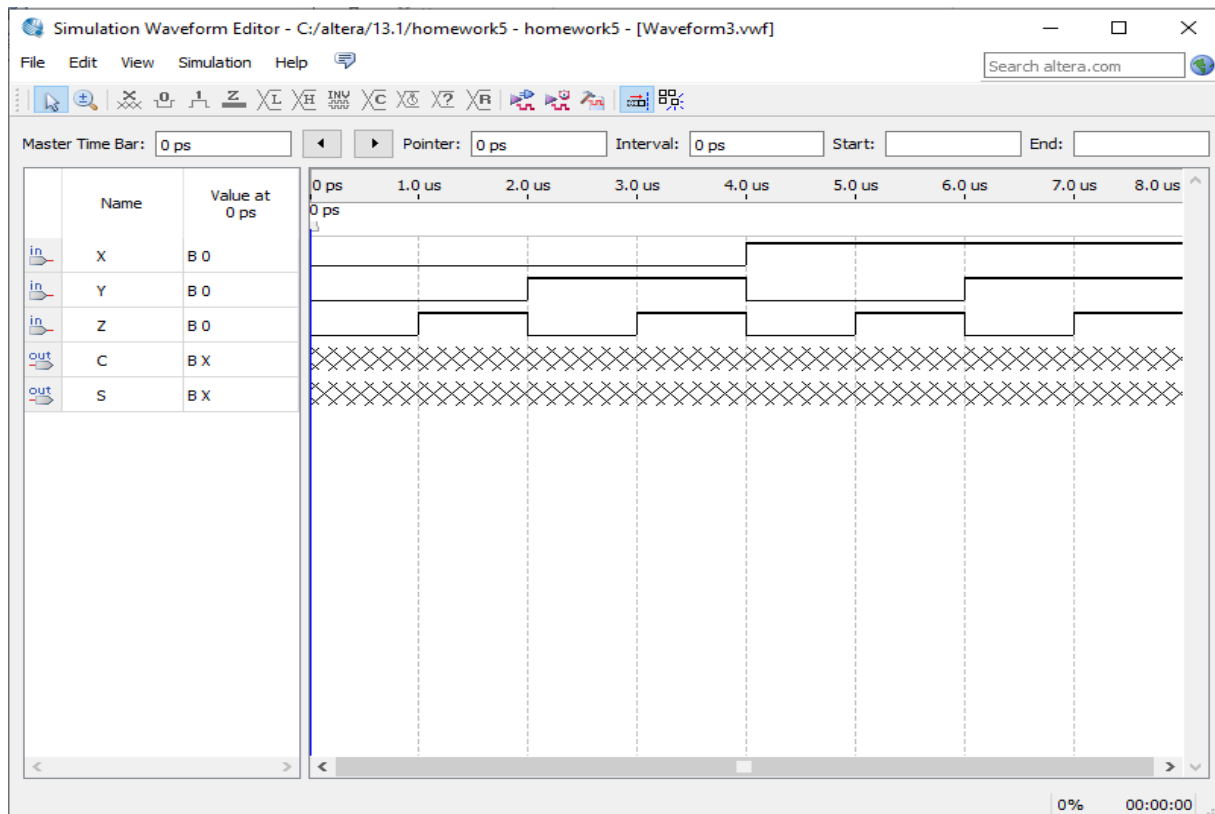 Simulation Waveform Editor - C:/altera/13.1/homework5 - homework5 - [Waveform3.vwf]
File Edit View Simulation Help
Search altera.com
Master Time Bar: 0 ps Pointer: 0 ps Interval: 0 ps Start: End:
Name Value at 0 ps
0 ps 1.0 us 2.0 us 3.0 us 4.0 us 5.0 us 6.0 us 7.0 us 8.0 us
0 ps
in X B 0
in Y B 0
in Z B 0
out C B X
out S B X
0% 00:00:00